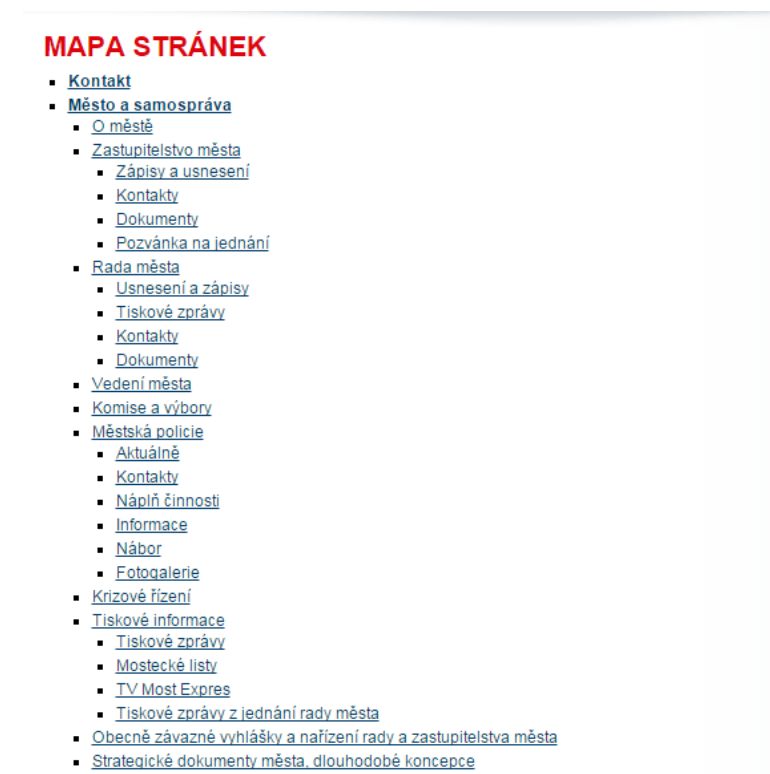 MAPA STRÁNEK
Kontakt
Město a samospráva
O městě
Zastupitelstvo města
Zápisy a usnesení
Kontakty
Dokumenty
Pozvánka na jednání
Rada města
Usnesení a zápisy
Tiskové zprávy
Kontakty
Dokumenty
Vedení města
Komise a výbory
Městská policie
Aktuálně
Kontakty
Náplň činnosti
Informace
Nábor
Fotogalerie
Krizové řízení
Tiskové informace
Tiskové zprávy
Mostecké listy
TV Most Expres
Tiskové zprávy z jednání rady města
Obecně závazné vyhlášky a nařízení rady a zastupitelstva města
Strategické dokumenty města, dlouhodobé koncepce